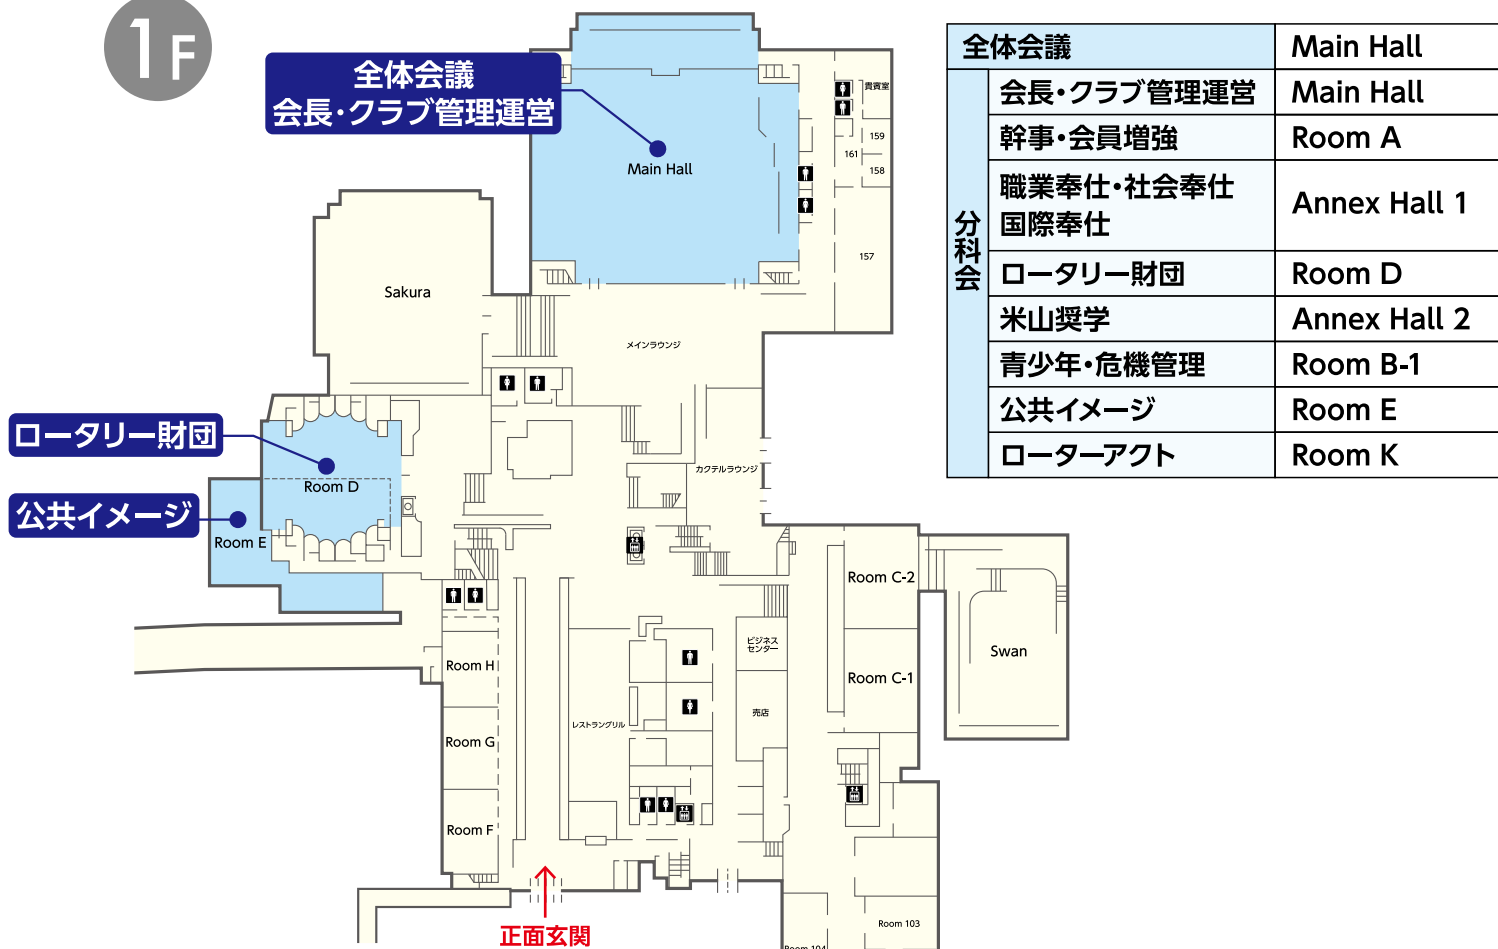 1F
全体会議
会長・クラブ管理運営
Main Hall
貴賓室
159
161
158
157
Sakura
メインラウンジ
ロータリー財団
Room D
カクテルラウンジ
公共イメージ
Room E
Room C-2
Room H
ビジネス
センター
Room C-1
Swan
Room G
レストラングリル
売店
Room F
Room 103
Room 104
正面玄関
全体会議 Main Hall
分科会
会長・クラブ管理運営 Main Hall
幹事・会員増強 Room A
職業奉仕・社会奉仕
国際奉仕 Annex Hall 1
ロータリー財団 Room D
米山奨学 Annex Hall 2
青少年・危機管理 Room B-1
公共イメージ Room E
ローターアクト Room K